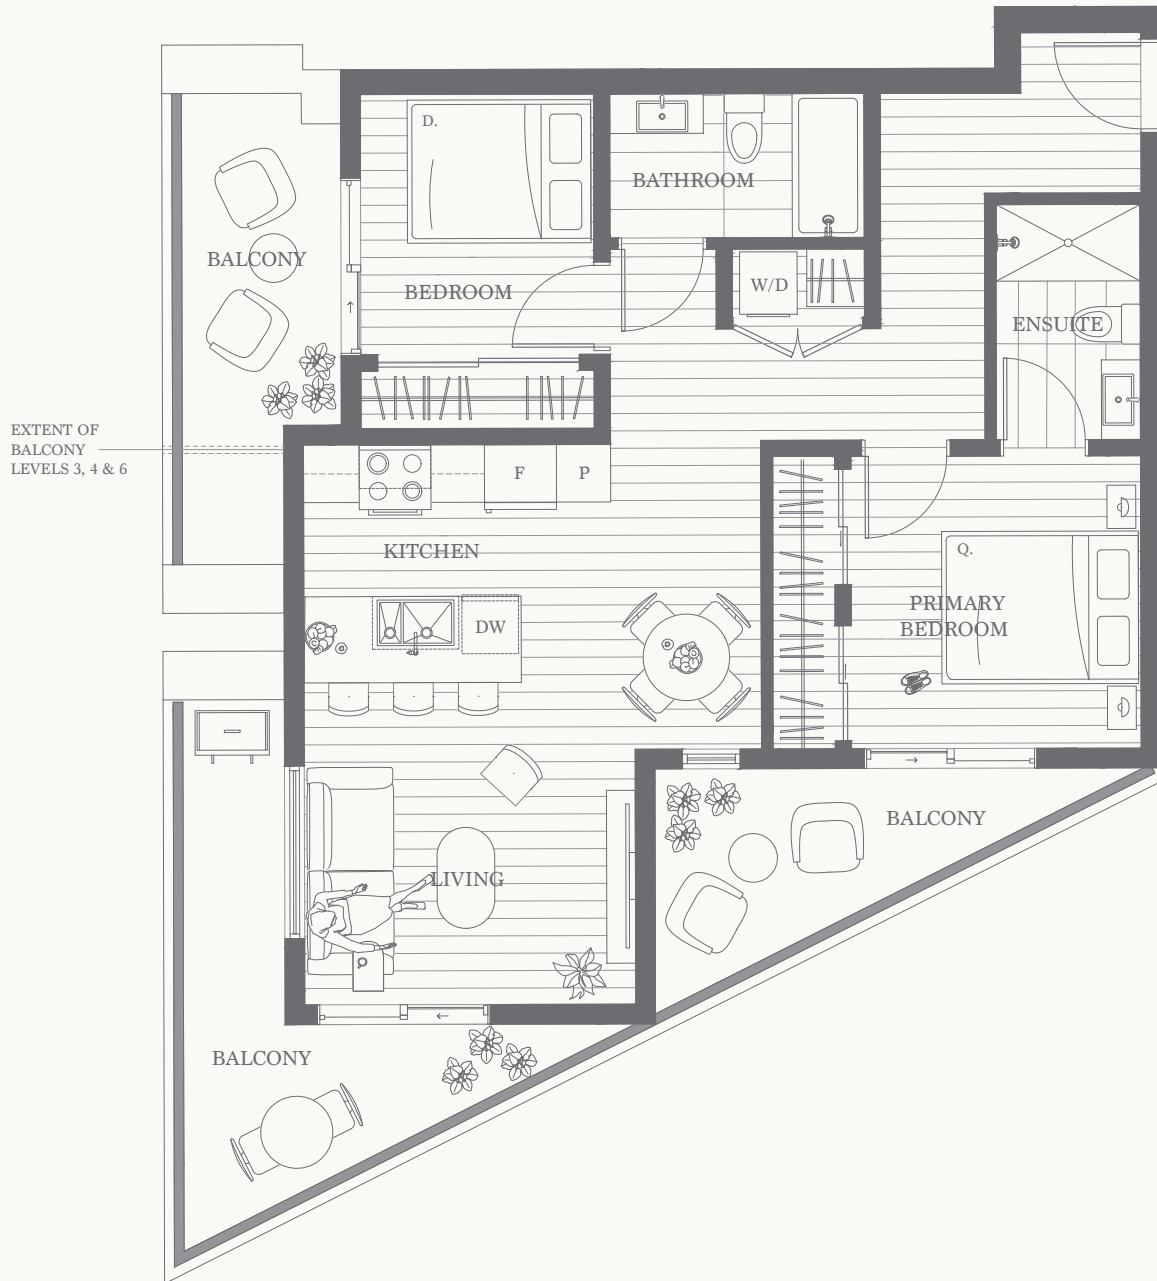 D.
BATHROOM
BALCONY
BEDROOM
W/D
ENSUITE
EXTENT OF
BALCONY
LEVELS 3, 4 & 6
F
P
KITCHEN
Q.
PRIMARY
BEDROOM
DW
BALCONY
LIVING
BALCONY